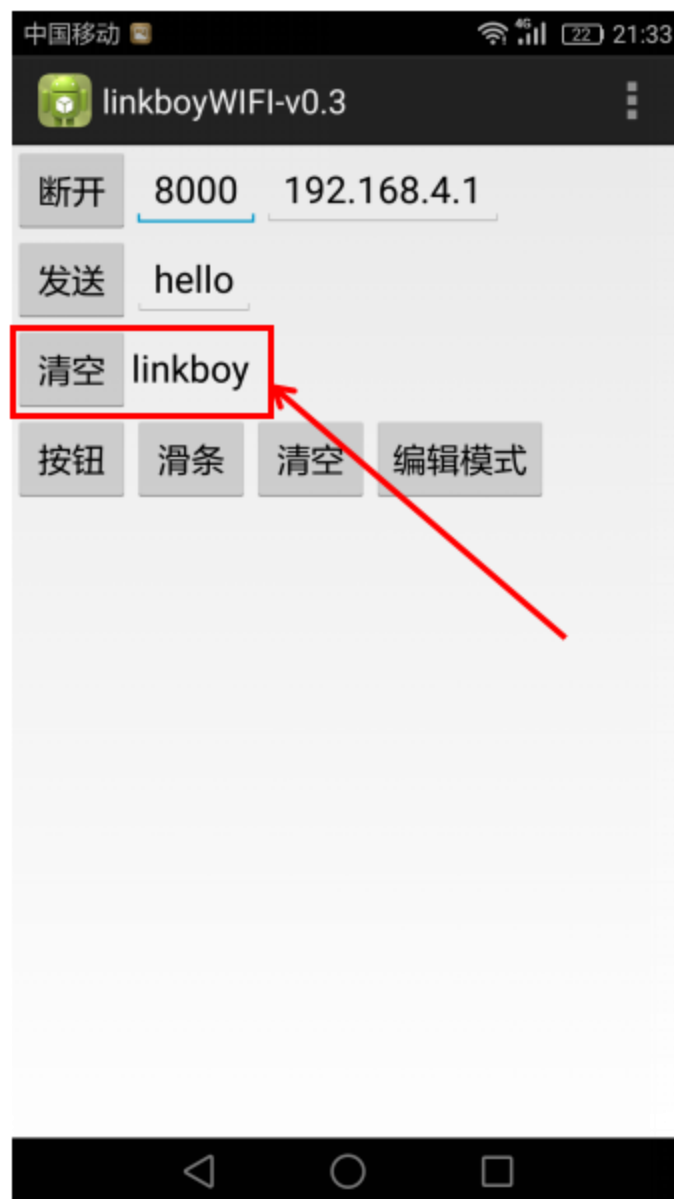 中国移动 4G 22 21:33
linkboyWIFI-v0.3
断开 8000 192.168.4.1
发送 hello
清空 linkboy
按钮 滑条 清空 编辑模式